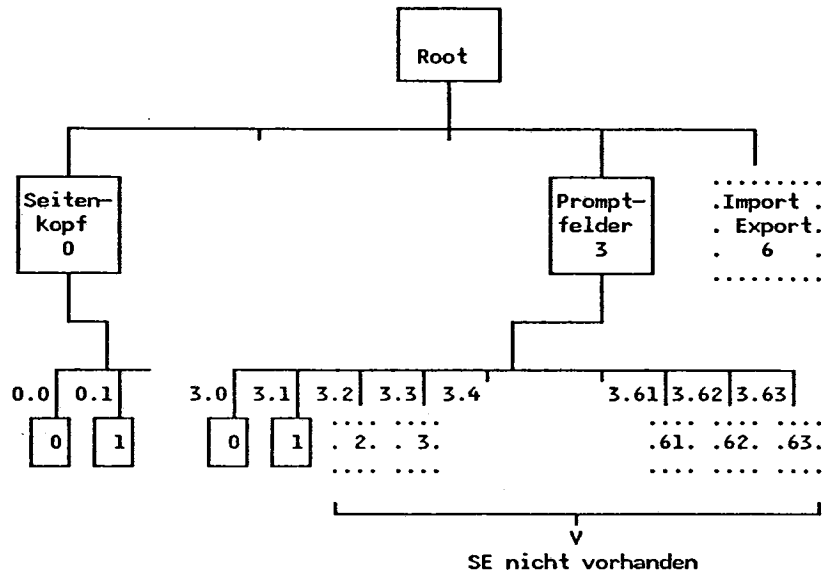 Root
Seiten-
kopf
0
Prompt-
felder
3
.Import .
. Export.
. 6 .
0.0 0.1 3.0 3.1 3.2 3.3 3.4 3.61 3.62 3.63
0 1 0 1 . 2. . 3. .61. .62. .63.
V
SE nicht vorhanden